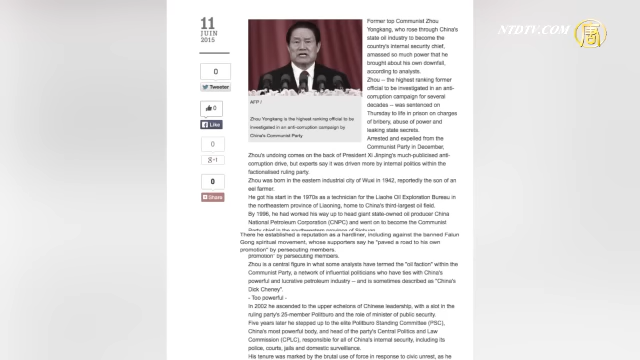 NTDTV.COM
11
JUIN
2015
0
Tweeter
0
Like
0
+1
0
Share
AFP /
Zhou Yongkang is the highest ranking official to be
investigated in an anti-corruption campaign by
China's Communist Party
Former top Communist Zhou
Yongkang, who rose through China's
state oil industry to become the
country's internal security chief,
amassed so much power that he
brought about his own downfall,
according to analysts.
Zhou -- the highest ranking former
official to be investigated in an anti-
corruption campaign for several
decades -- was sentenced on
Thursday to life in prison on charges
of bribery, abuse of power and
leaking state secrets.
Arrested and expelled from the
Communist Party in December,
Zhou's undoing comes on the back of President Xi Jinping's much-publicised anti-
corruption drive, but experts say it was driven more by internal politics within the
factionalised ruling party.
Zhou was born in the eastern industrial city of Wuxi in 1942, reportedly the son of an
eel farmer.
He got his start in the 1970s as a technician for the Liaohe Oil Exploration Bureau in
the northeastern province of Liaoning, home to China's third-largest oil field.
By 1996, he had worked his way up to head giant state-owned oil producer China
National Petroleum Corporation (CNPC) and went on to become the Communist
There he established a reputation as a hardliner, including against the banned Falun
Gong spiritual movement, whose supporters say he "paved a road to his own
promotion" by persecuting members.
promotion" by persecuting members.
Zhou is a central figure in what some analysts have termed the "oil faction" within the
Communist Party, a network of influential politicians who have ties with China's
powerful and lucrative petroleum industry -- and is sometimes described as "China's
Dick Cheney".
- Too powerful -
In 2002 he ascended to the upper echelons of Chinese leadership, with a slot in the
ruling party's 25-member Politburo and the role of minister of public security.
Five years later he stepped up to the elite Politburo Standing Committee (PSC),
China's most powerful body, and head of the party's Central Politics and Law
Commission (CPLC), responsible for all of China's internal security, including its
police, courts, jails and domestic surveillance.
His tenure was marked by the brutal use of force in response to civic unrest, as he